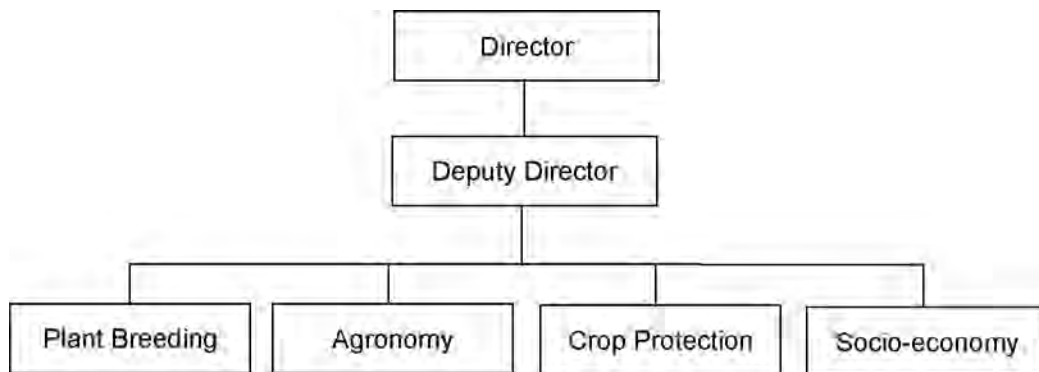 Director
Deputy Director
Plant Breeding
Agronomy
Crop Protection
Socio-economy